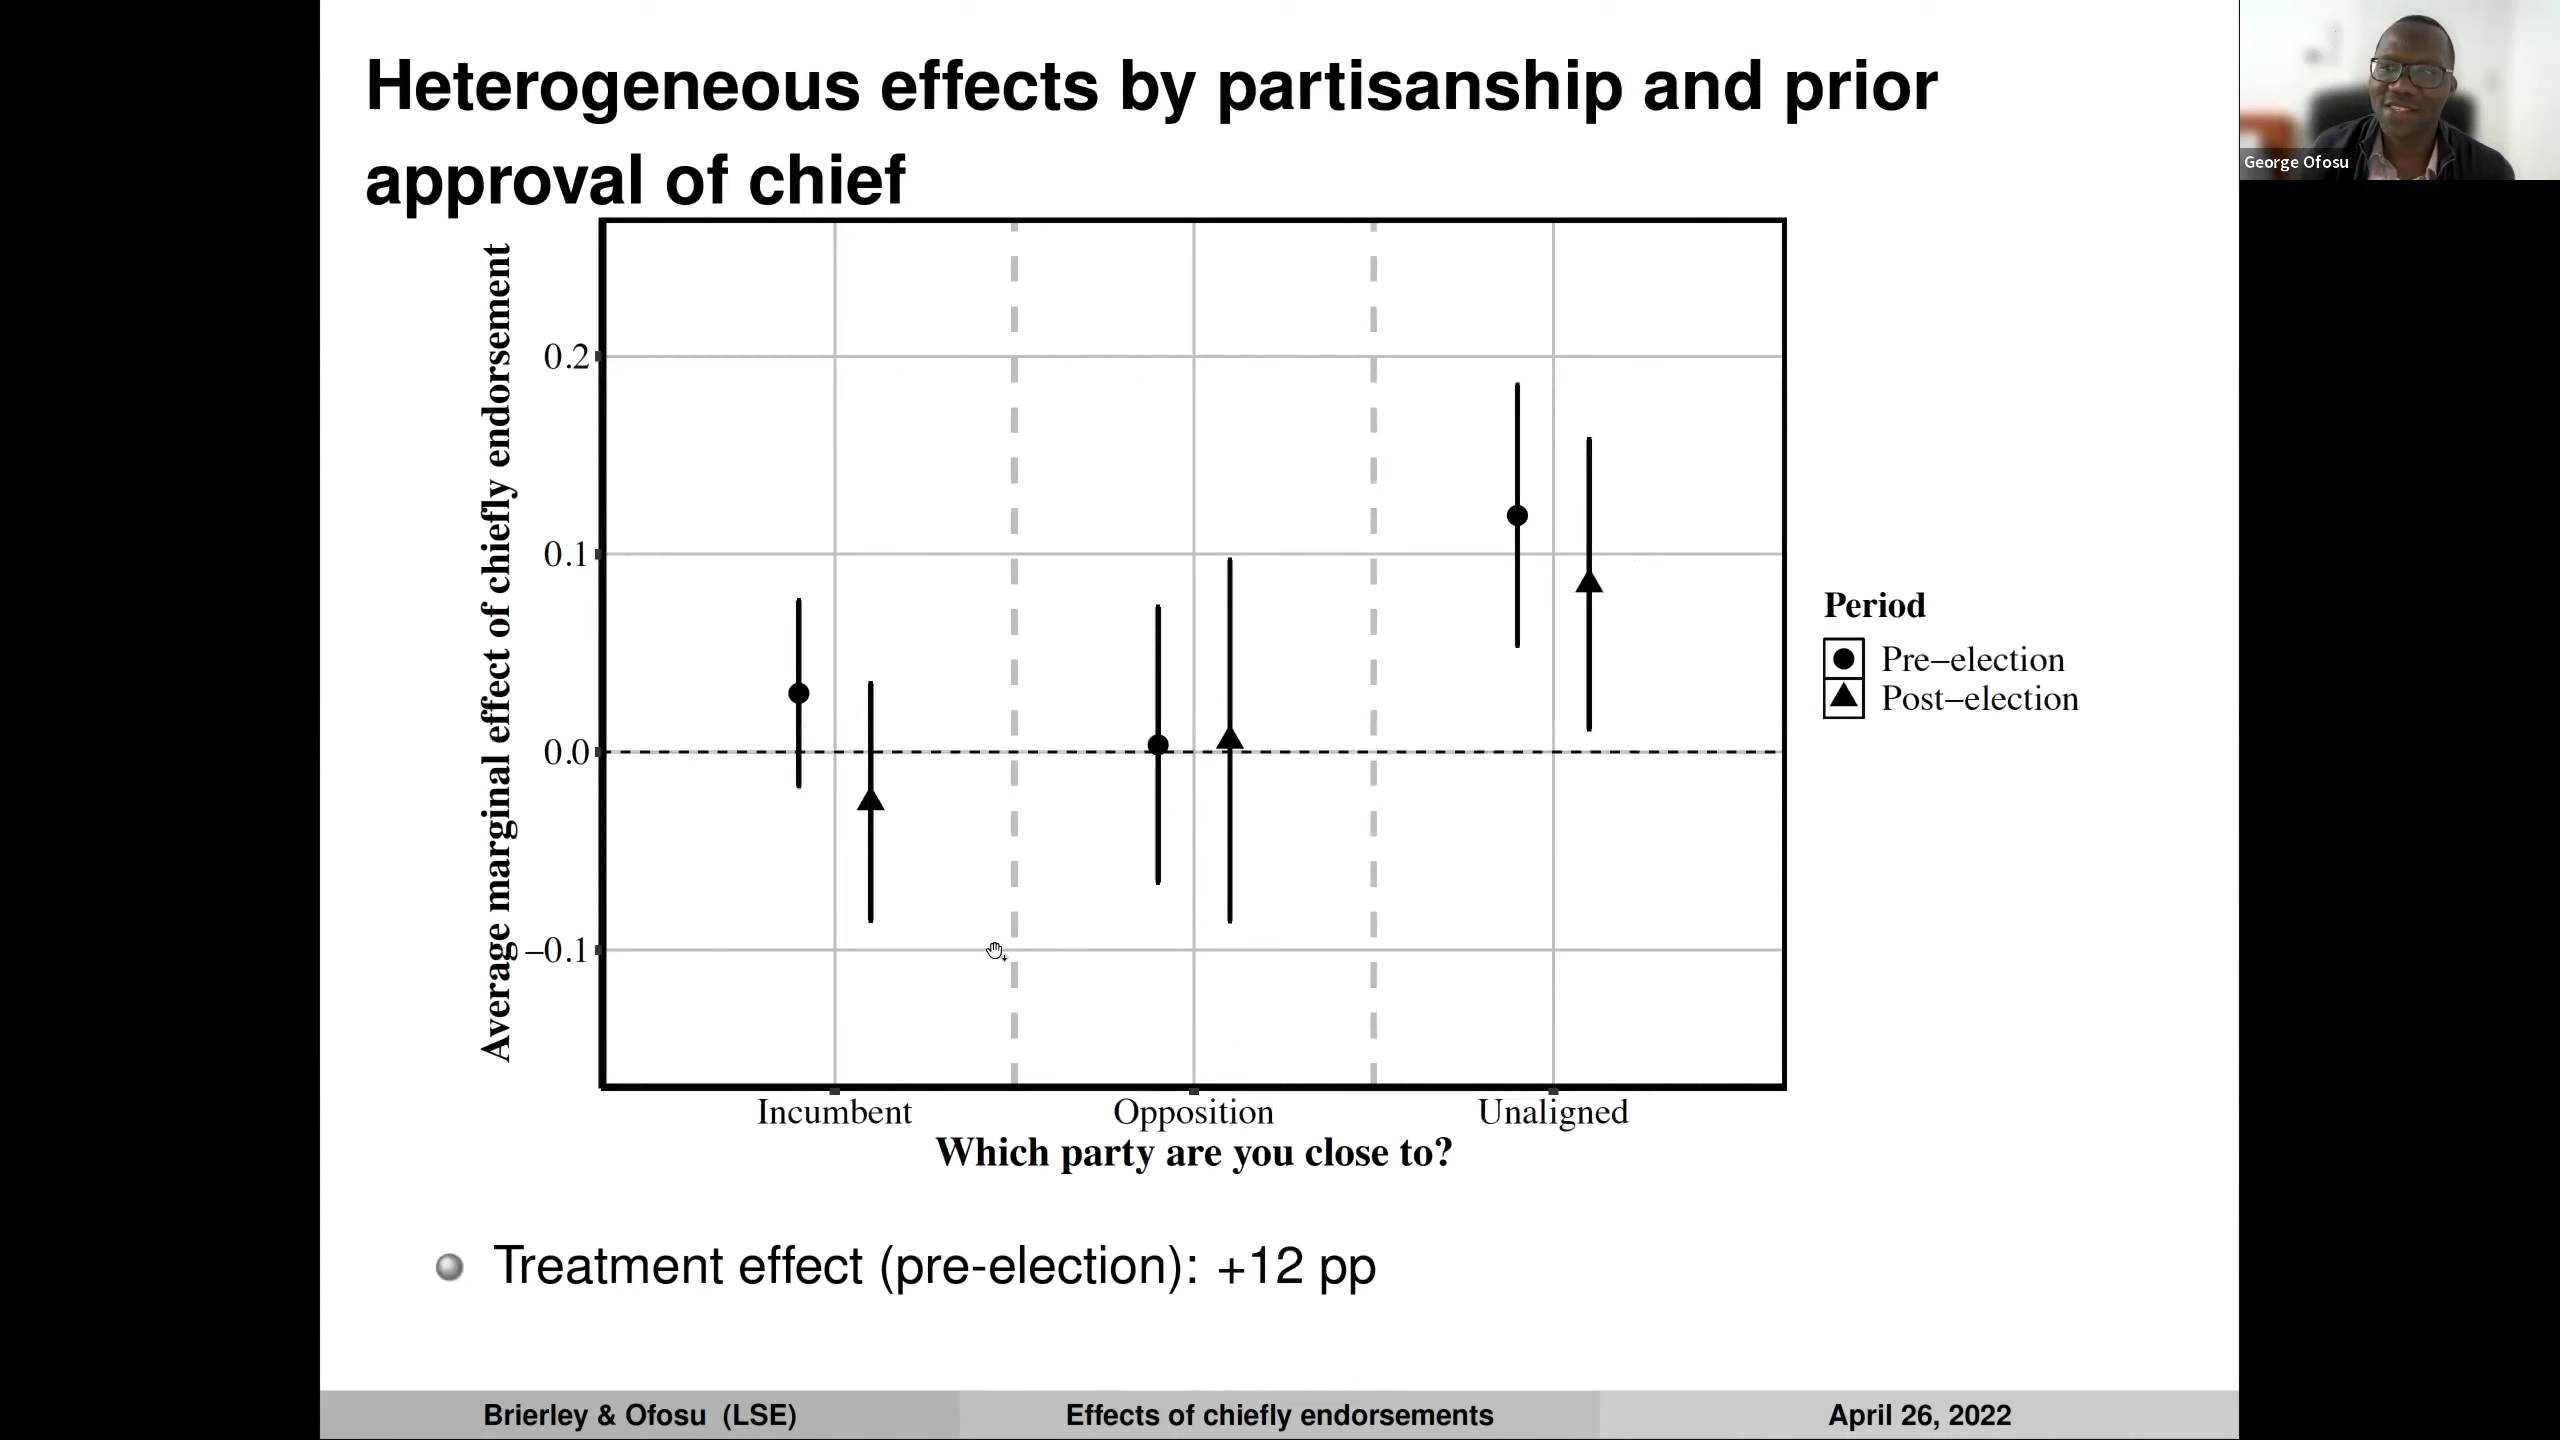 Heterogeneous effects by partisanship and prior
approval of chief
George Ofosu
Average marginal effect of chiefly endorsement
0.2
0.1
0.0
−0.1
Incumbent
Opposition
Unaligned
Which party are you close to?
Period
Pre−election
Post−election
Treatment effect (pre-election): +12 pp
Brierley & Ofosu (LSE)
Effects of chiefly endorsements
April 26, 2022